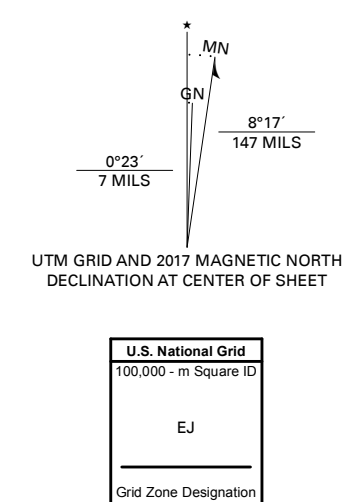 ★
MN
GN
8°17´
147 MILS
0°23´
7 MILS
UTM GRID AND 2017 MAGNETIC NORTH
DECLINATION AT CENTER OF SHEET
U.S. National Grid
100,000 - m Square ID
EJ
Grid Zone Designation